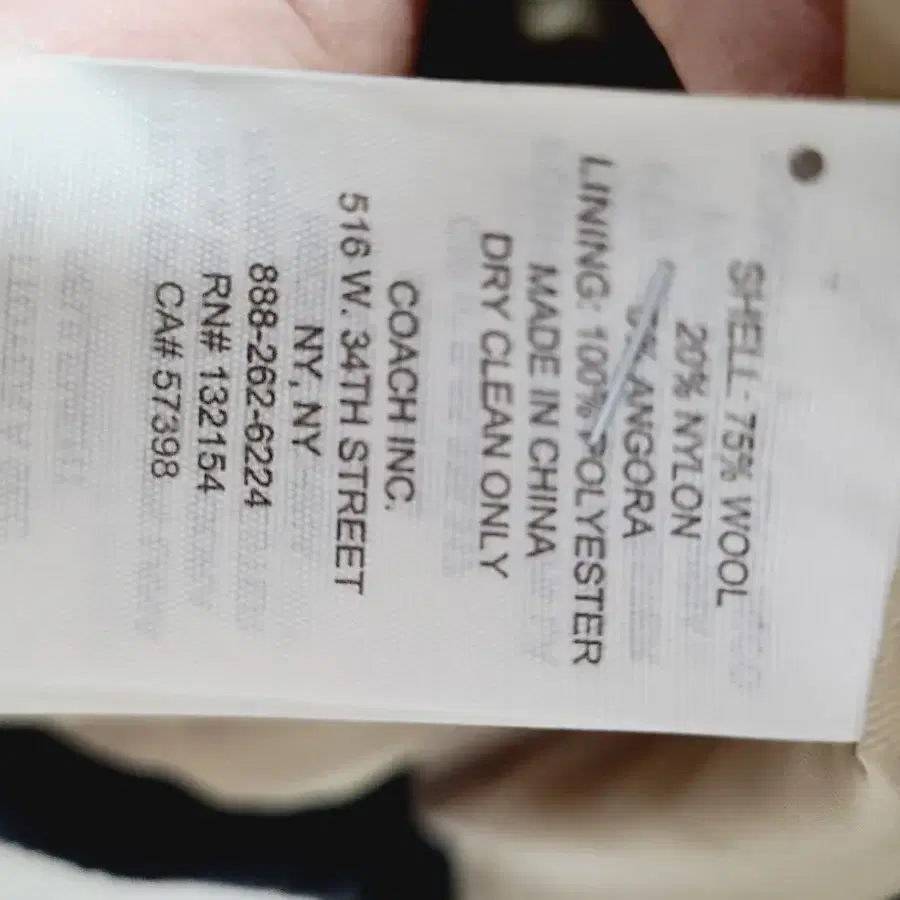 SHELL - 75% WOOL
20% NYLON
5% ANGORA
LINING: 100% POLYESTER
MADE IN CHINA
DRY CLEAN ONLY
COACH INC.
516 W. 34TH STREET
NY, NY
888-262-6224
RN# 132154
CA# 57398